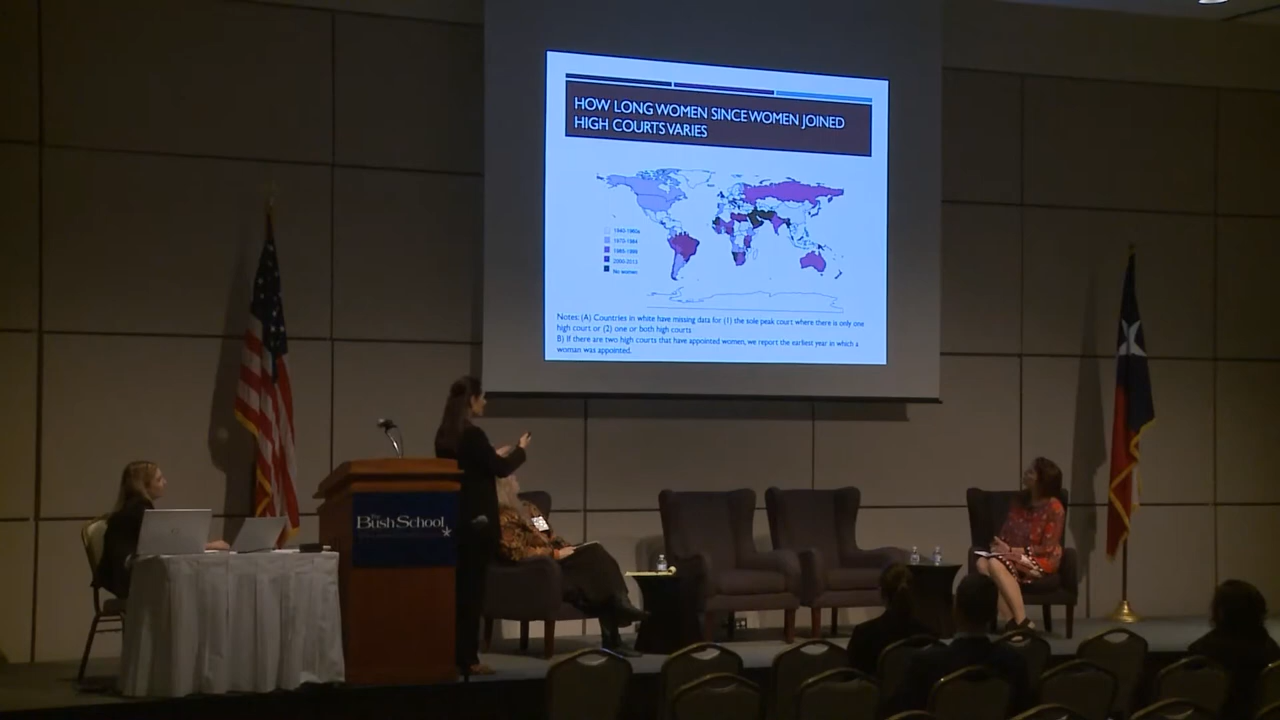 HOW LONG WOMEN SINCE WOMEN JOINED
HIGH COURTS VARIES
1940-1960s
1970-1984
1985-1999
2000-2013
No women
Notes: (A) Countries in white have missing data for (1) the sole peak court where there is only one
high court or (2) one or both high courts
B) If there are two high courts that have appointed women, we report the earliest year in which a
woman was appointed.
The
Bush School